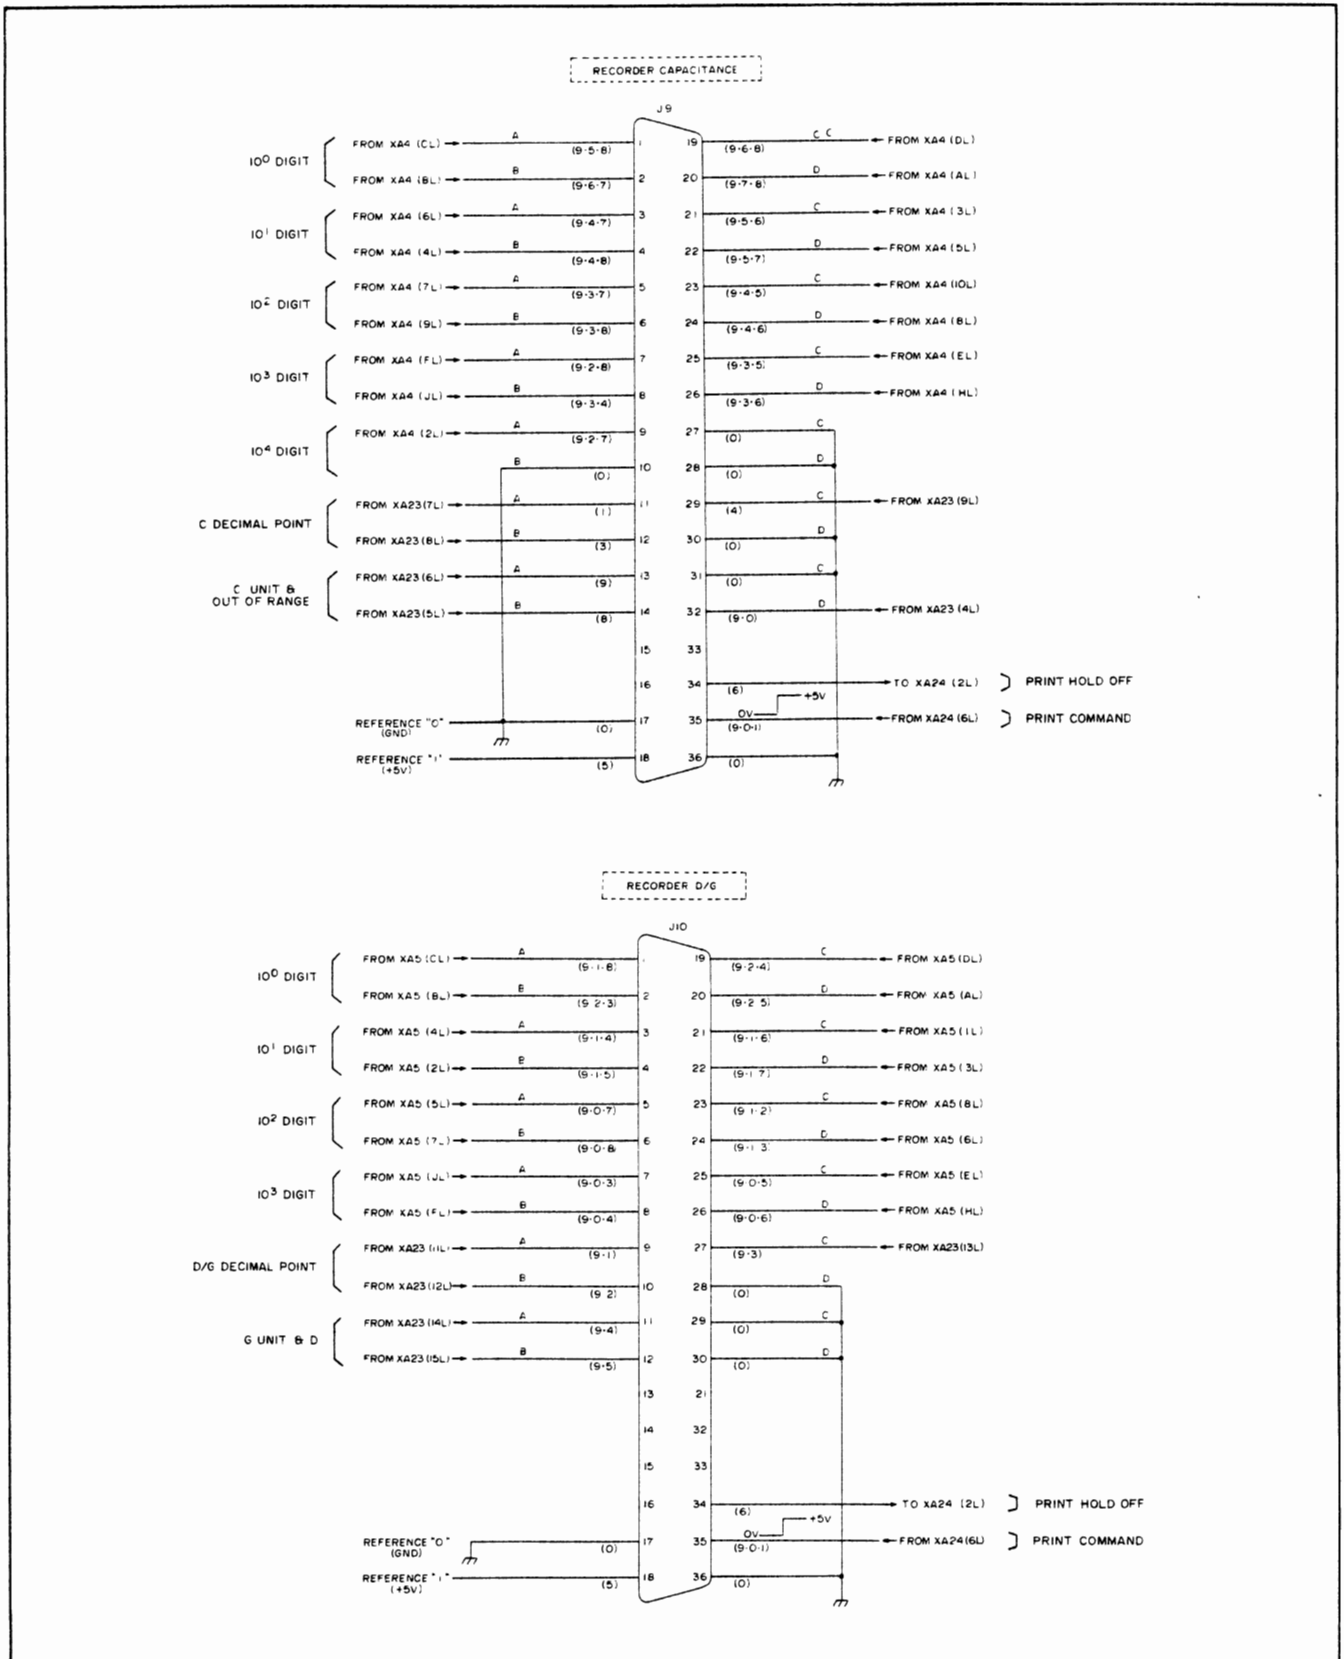 RECORDER CAPACITANCE
J9
10⁰ DIGIT
FROM XA4 (CL) A (9-5-8) 1 19 (9-6-8) C C FROM XA4 (DL)
FROM XA4 (BL) B (9-6-7) 2 20 (9-7-8) D FROM XA4 (AL)
10¹ DIGIT
FROM XA4 (6L) A (9-4-7) 3 21 (9-5-6) C FROM XA4 (3L)
FROM XA4 (4L) B (9-4-8) 4 22 (9-5-7) D FROM XA4 (5L)
10² DIGIT
FROM XA4 (7L) A (9-3-7) 5 23 (9-4-5) C FROM XA4 (10L)
FROM XA4 (9L) B (9-3-8) 6 24 (9-4-6) D FROM XA4 (8L)
10³ DIGIT
FROM XA4 (FL) A (9-2-8) 7 25 (9-3-5) C FROM XA4 (EL)
FROM XA4 (JL) B (9-3-4) 8 26 (9-3-6) D FROM XA4 (HL)
10⁴ DIGIT
FROM XA4 (2L) A (9-2-7) 9 27 (0) C
B (0) 10 28 (0) D
C DECIMAL POINT
FROM XA23(7L) A (1) 11 29 (4) C FROM XA23(9L)
FROM XA23(8L) B (3) 12 30 (0) D
C UNIT &
OUT OF RANGE
FROM XA23(6L) A (9) 13 31 (0) C
FROM XA23(5L) B (8) 14 32 (9-0) D FROM XA23 (4L)
15 33
16 34 (6) TO XA24 (2L) PRINT HOLD OFF
0V +5V
REFERENCE "0" (0) 17 35 (9-0-1) FROM XA24 (6L) PRINT COMMAND
(GND)
REFERENCE "1" (5) 18 36 (0)
(+5V)
RECORDER D/G
J10
10⁰ DIGIT
FROM XA5 (CL) A (9-1-8) 1 19 (9-2-4) C FROM XA5 (DL)
FROM XA5 (BL) B (9 2-3) 2 20 (9-2 5) D FROM XA5 (AL)
10¹ DIGIT
FROM XA5 (4L) A (9-1-4) 3 21 (9-1-6) C FROM XA5 (1L)
FROM XA5 (2L) B (9-1-5) 4 22 (9-1 7) D FROM XA5 (3L)
10² DIGIT
FROM XA5 (5L) A (9-0-7) 5 23 (9 1-2) C FROM XA5 (8L)
FROM XA5 (7L) B (9-0-8) 6 24 (9-1 3) D FROM XA5 (6L)
10³ DIGIT
FROM XA5 (JL) A (9-0-3) 7 25 (9 0-5) C FROM XA5 (EL)
FROM XA5 (FL) B (9-0-4) 8 26 (9-0-6) D FROM XA5 (HL)
D/G DECIMAL POINT
FROM XA23 (11L) A (9-1) 9 27 (9-3) C FROM XA23(13L)
FROM XA23 (12L) B (9 2) 10 28 (0) D
G UNIT & D
FROM XA23 (14L) A (9-4) 11 29 (0) C
FROM XA23 (15L) B (9-5) 12 30 (0) D
13 21
14 32
15 33
16 34 (6) TO XA24 (2L) PRINT HOLD OFF
0V +5V
REFERENCE "0" (0) 17 35 (9-0-1) FROM XA24(6L) PRINT COMMAND
(GND)
REFERENCE "1" (5) 18 36 (0)
(+5V)